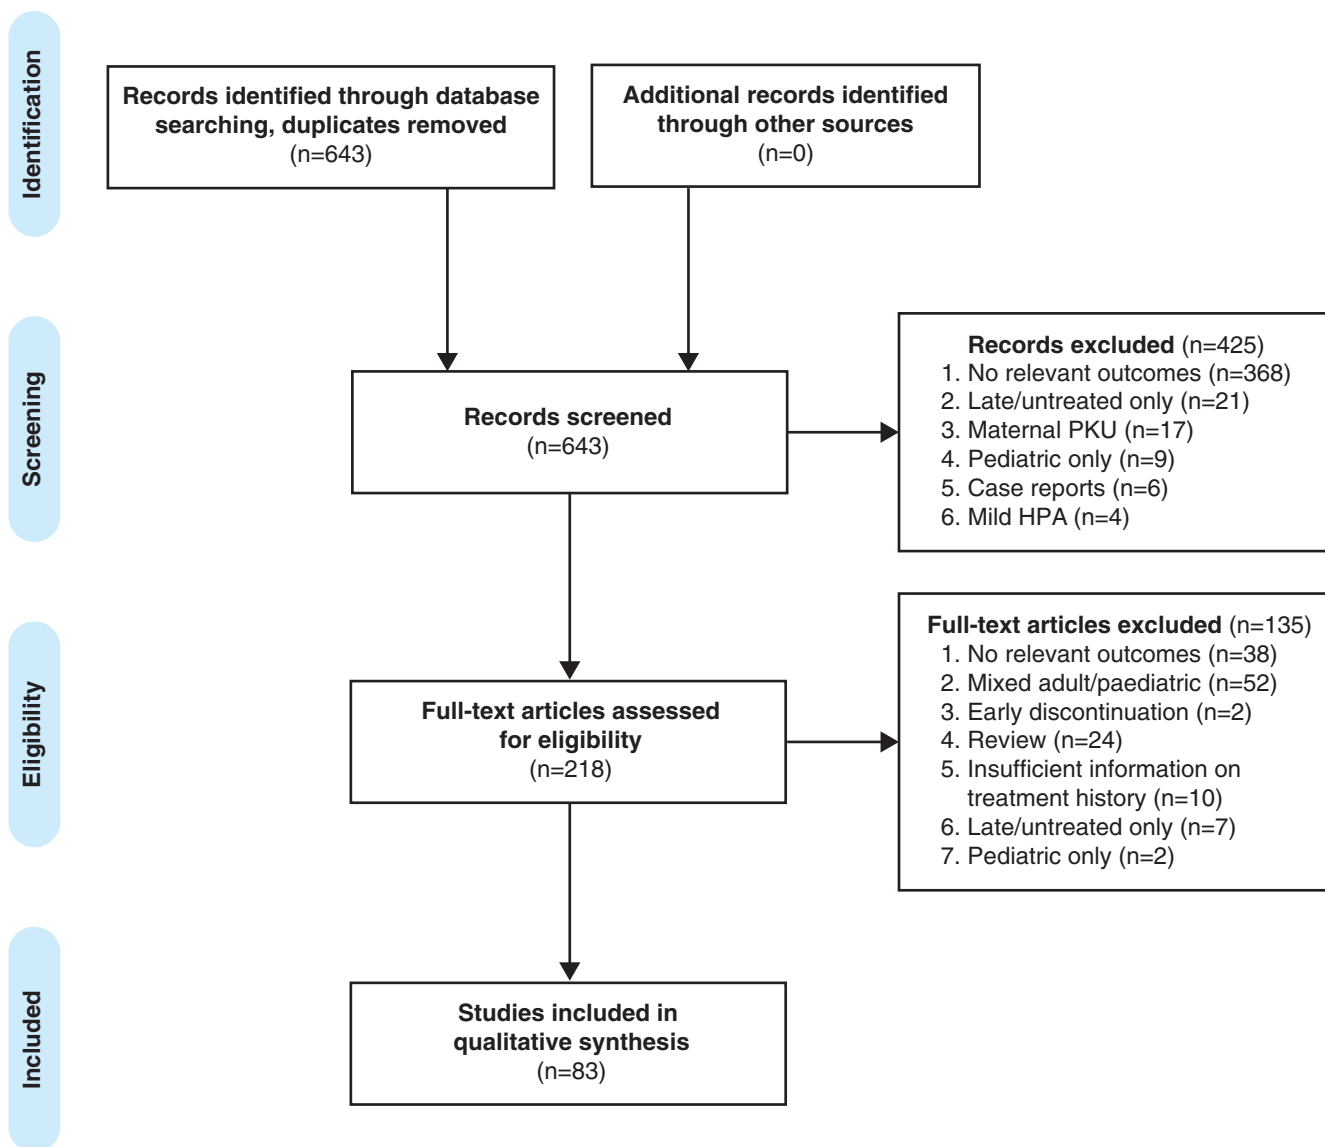 Identification
Records identified through database
searching, duplicates removed
(n=643)
Additional records identified
through other sources
(n=0)
Screening
Records screened
(n=643)
Records excluded (n=425)
1. No relevant outcomes (n=368)
2. Late/untreated only (n=21)
3. Maternal PKU (n=17)
4. Pediatric only (n=9)
5. Case reports (n=6)
6. Mild HPA (n=4)
Eligibility
Full-text articles assessed
for eligibility
(n=218)
Full-text articles excluded (n=135)
1. No relevant outcomes (n=38)
2. Mixed adult/paediatric (n=52)
3. Early discontinuation (n=2)
4. Review (n=24)
5. Insufficient information on
treatment history (n=10)
6. Late/untreated only (n=7)
7. Pediatric only (n=2)
Included
Studies included in
qualitative synthesis
(n=83)